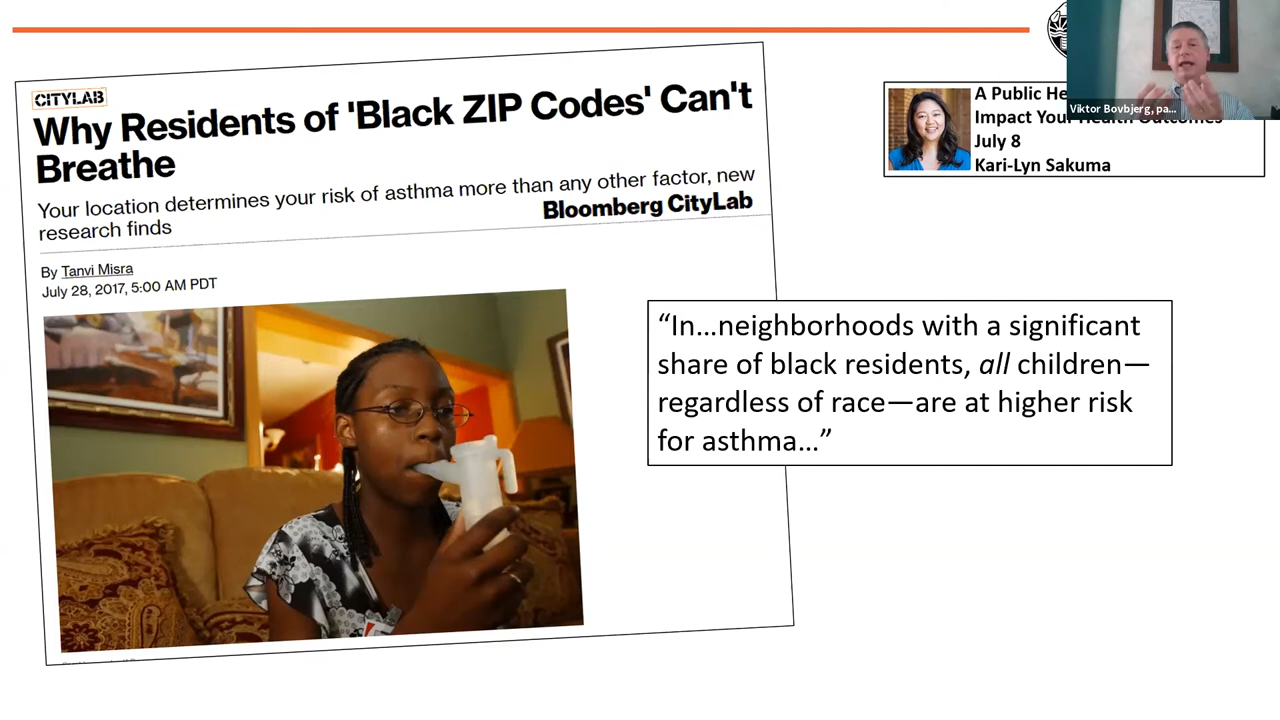 CITYLAB
Why Residents of 'Black ZIP Codes' Can't
Breathe
Your location determines your risk of asthma more than any other factor, new
research finds
Bloomberg CityLab
By Tanvi Misra
July 28, 2017, 5:00 AM PDT
“In…neighborhoods with a significant
share of black residents, all children—
regardless of race—are at higher risk
for asthma…”
A Public He
Impact Your Health Outcomes
July 8
Kari-Lyn Sakuma
Viktor Bovbjerg, pa...